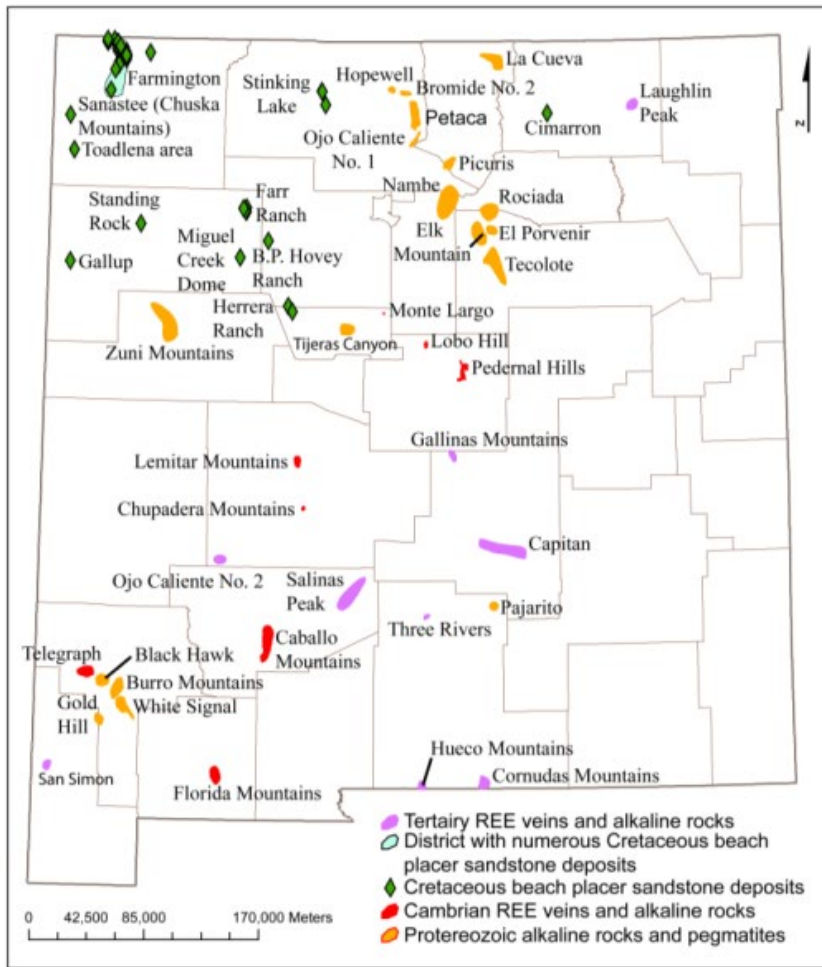 La Cueva
Hopewell
Bromide No. 2
Laughlin
Peak
Farmington
Stinking
Lake
Petaca
Cimarron
Sanastee (Chuska
Mountains)
Toadlena area
Ojo Caliente
No. 1
Picuris
Nambe
Rociada
Standing
Rock
Farr
Ranch
Elk
Mountain
El Porvenir
Miguel
Creek
Dome
B.P. Hovey
Ranch
Tecolote
Gallup
Herrera
Ranch
Monte Largo
Zuni Mountains
Tijeras Canyon
Lobo Hill
Pedernal Hills
Gallinas Mountains
Lemitar Mountains
Chupadera Mountains
Capitan
Ojo Caliente No. 2
Salinas
Peak
Pajarito
Three Rivers
Caballo
Mountains
Telegraph
Black Hawk
Burro Mountains
Gold
Hill
White Signal
San Simon
Florida Mountains
Hueco Mountains
Cornudas Mountains
Tertairy REE veins and alkaline rocks
District with numerous Cretaceous beach
placer sandstone deposits
Cretaceous beach placer sandstone deposits
Cambrian REE veins and alkaline rocks
Protereozoic alkaline rocks and pegmatites
0 42,500 85,000 170,000 Meters
N